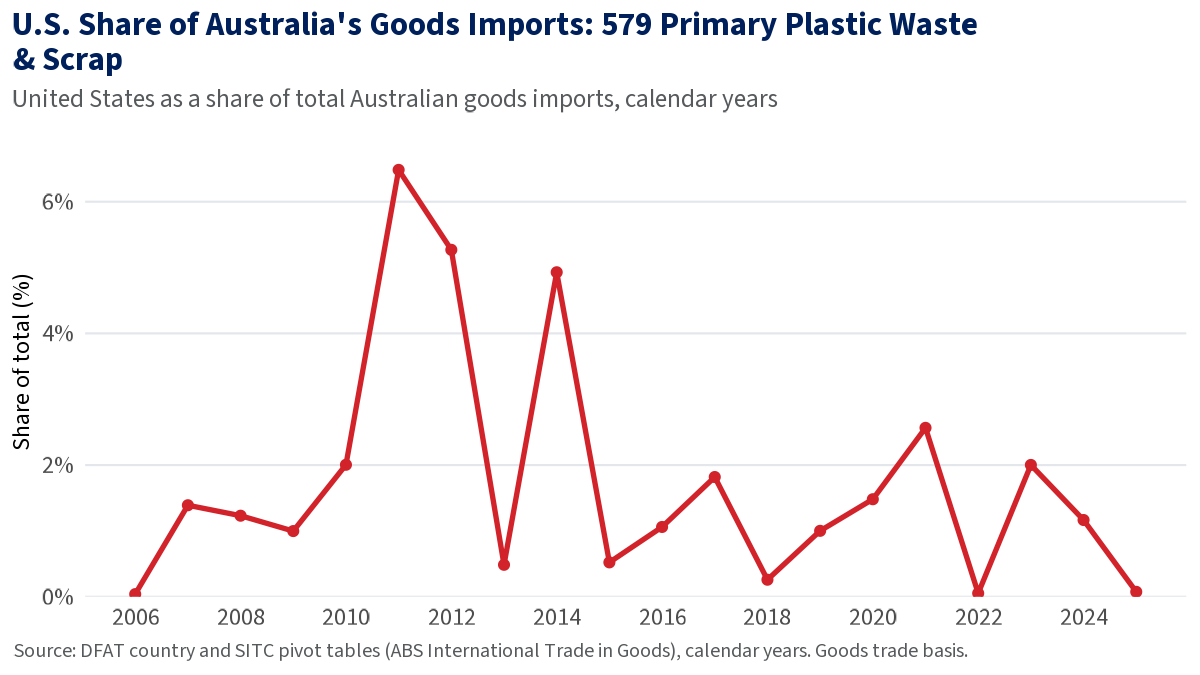 U.S. Share of Australia's Goods Imports: 579 Primary Plastic Waste
& Scrap
United States as a share of total Australian goods imports, calendar years
Share of total (%)
6%
4%
2%
0%
2006 2008 2010 2012 2014 2016 2018 2020 2022 2024
Source: DFAT country and SITC pivot tables (ABS International Trade in Goods), calendar years. Goods trade basis.